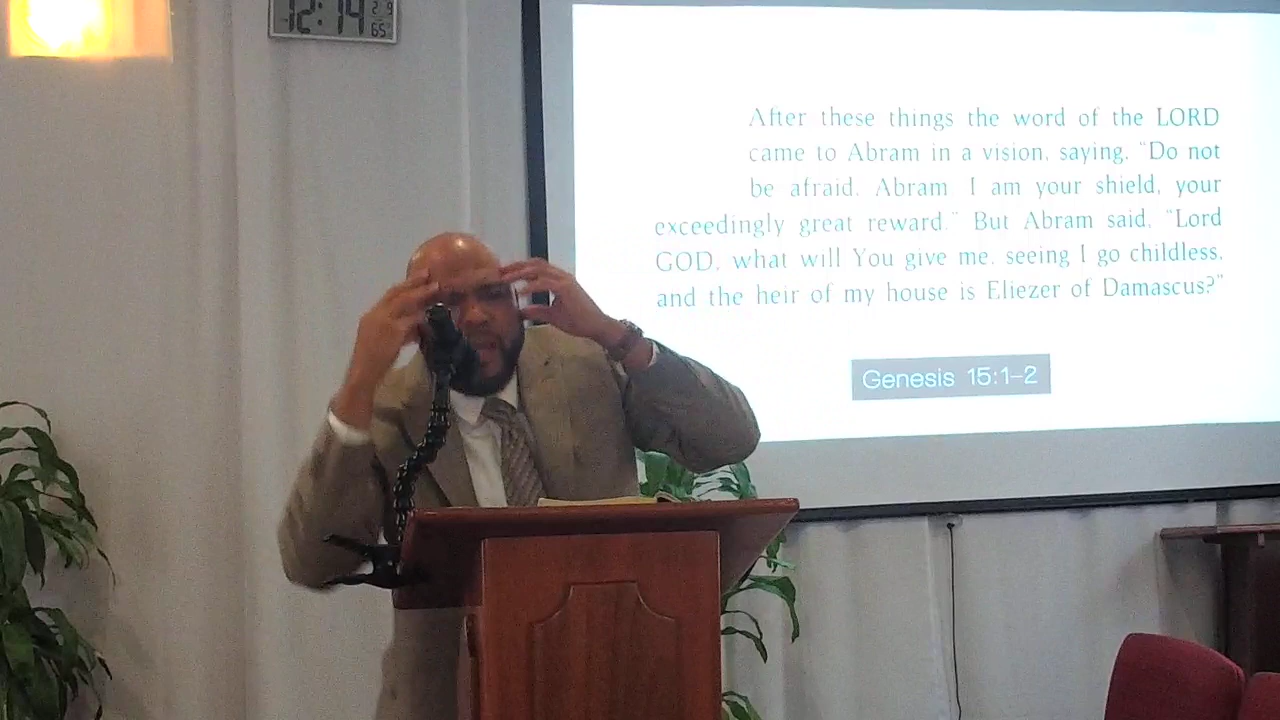 12:14
65
After these things the word of the LORD
came to Abram in a vision, saying, "Do not
be afraid, Abram. I am your shield, your
exceedingly great reward." But Abram said, "Lord
GOD, what will You give me, seeing I go childless,
and the heir of my house is Eliezer of Damascus?"
Genesis 15:1–2